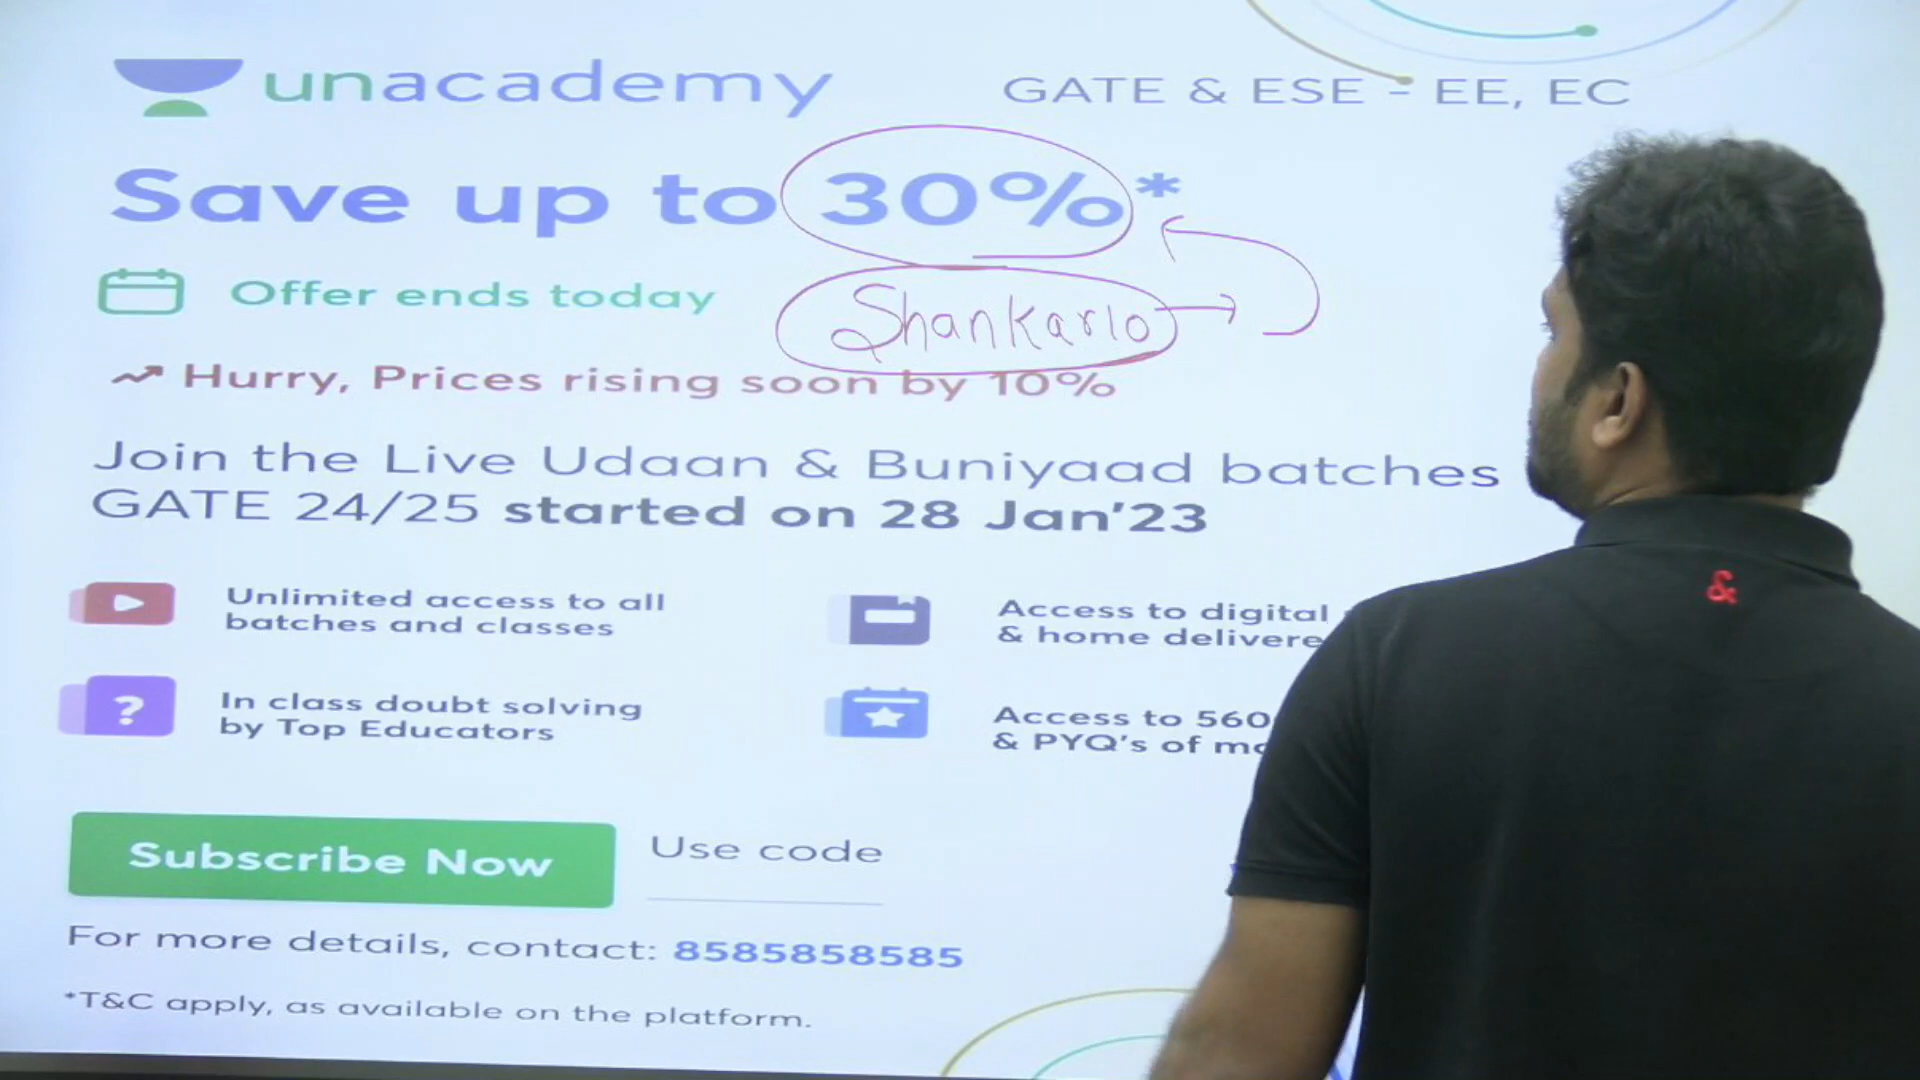 unacademy
GATE & ESE - EE, EC
Save up to 30%*
Offer ends today
Shankar10
Hurry, Prices rising soon by 10%
Join the Live Udaan & Buniyaad batches
GATE 24/25 started on 28 Jan'23
Unlimited access to all
batches and classes
Access to digital
& home delivere
In class doubt solving
by Top Educators
Access to 560
& PYQ's of mo
Subscribe Now
Use code
For more details, contact: 8585858585
*T&C apply, as available on the platform.
&